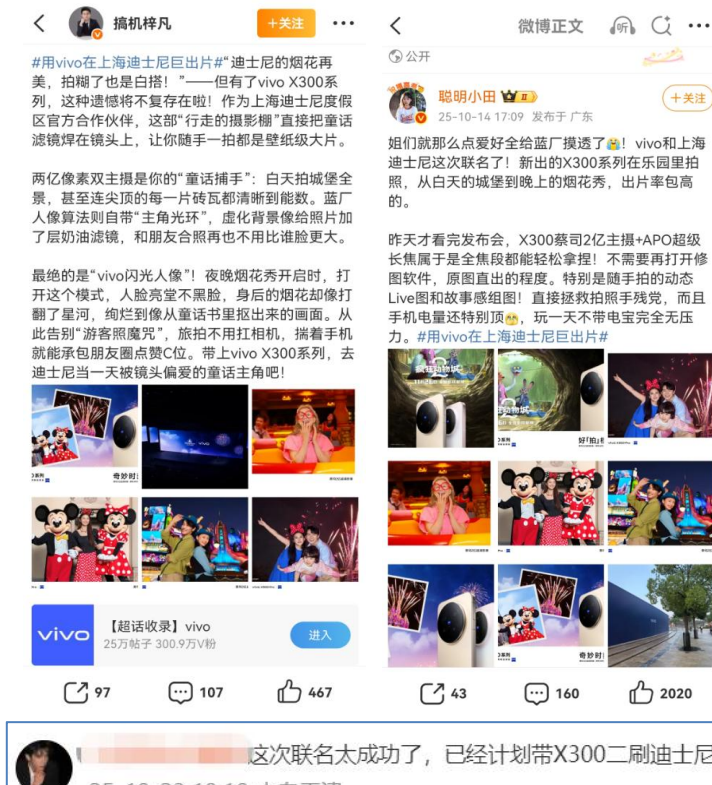 搞机梓凡
+关注
#用vivo在上海迪士尼巨出片#“迪士尼的烟花再
美，拍糊了也是白搭！”——但有了vivo X300系
列，这种遗憾将不复存在啦！作为上海迪士尼度假
区官方合作伙伴，这部“行走的摄影棚”直接把童话
滤镜焊在镜头上，让你随手一拍都是壁纸级大片。
两亿像素双主摄是你的“童话捕手”：白天拍城堡全
景，甚至连尖顶的每一片砖瓦都清晰到能数。蓝厂
人像算法则自带“主角光环”，虚化背景像给照片加
了层奶油滤镜，和朋友合照再也不用比谁脸更大。
最绝的是“vivo闪光人像”！夜晚烟花秀开启时，打
开这个模式，人脸亮堂不黑脸，身后的烟花却像打
翻了星河，绚烂到像从童话书里抠出来的画面。从
此告别“游客照魔咒”，旅拍不用扛相机，揣着手机
就能承包朋友圈点赞C位。带上vivo X300系列，去
迪士尼当一天被镜头偏爱的童话主角吧！
奇妙时
vivo
vivo
【超话收录】vivo
25万帖子 300.9万V粉
进入
97
107
467
微博正文
听
公开
聪明小田
II
+关注
25-10-14 17:09 发布于 广东
姐们就那么点爱好全给蓝厂摸透了！vivo和上海
迪士尼这次联名了！新出的X300系列在乐园里拍
照，从白天的城堡到晚上的烟花秀，出片率包高
的。
昨天才看完发布会，X300蔡司2亿主摄+APO超级
长焦属于是全焦段都能轻松拿捏！不需要再打开修
图软件，原图直出的程度。特别是随手拍的动态
Live图和故事感组图！直接拯救拍照手残党，而且
手机电量还特别顶，玩一天不带电宝完全无压
力。#用vivo在上海迪士尼巨出片#
疯狂动物城
2
动物城
2
好「拍」
奇妙时
43
160
2020
这次联名太成功了，已经计划带X300二刷迪士尼